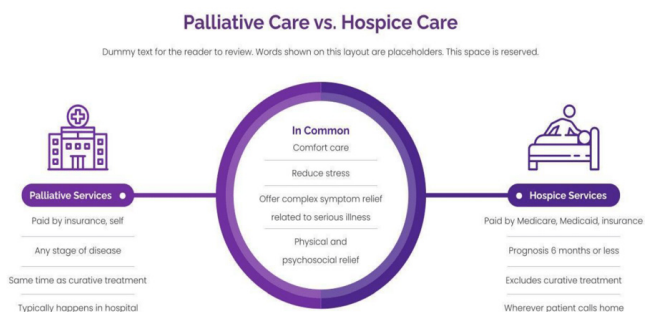 Palliative Care vs. Hospice Care
Dummy text for the reader to review. Words shown on this layout are placeholders. This space is reserved.
Palliative Services
Paid by insurance, self
Any stage of disease
Same time as curative treatment
Typically happens in hospital
In Common
Comfort care
Reduce stress
Offer complex symptom relief
related to serious illness
Physical and
psychosocial relief
Hospice Services
Paid by Medicare, Medicaid, insurance
Prognosis 6 months or less
Excludes curative treatment
Wherever patient calls home